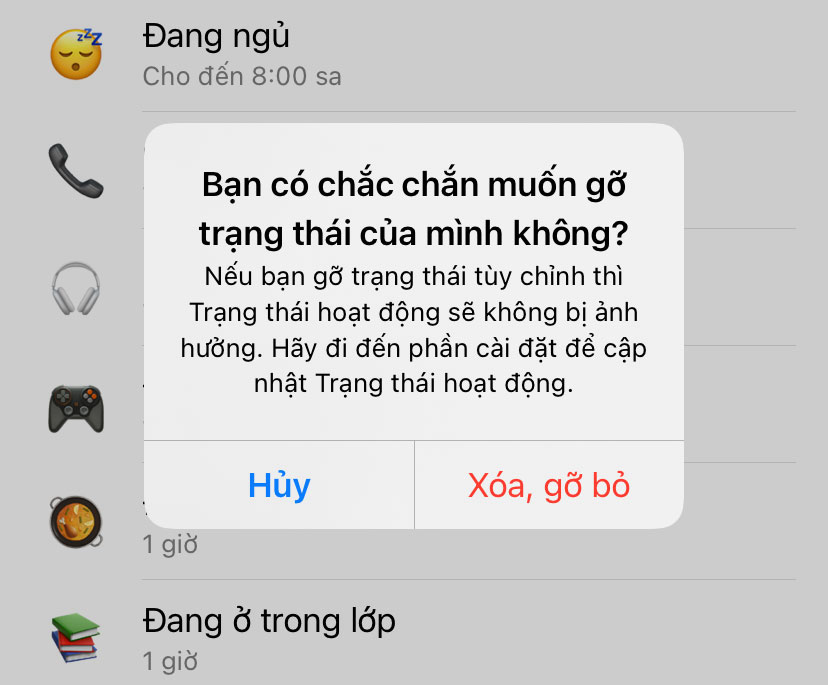 Đang ngủ
Cho đến 8:00 sa
Bạn có chắc chắn muốn gỡ
trạng thái của mình không?
Nếu bạn gỡ trạng thái tùy chỉnh thì
Trạng thái hoạt động sẽ không bị ảnh
hưởng. Hãy đi đến phần cài đặt để cập
nhật Trạng thái hoạt động.
Hủy
Xóa, gỡ bỏ
1 giờ
Đang ở trong lớp
1 giờ